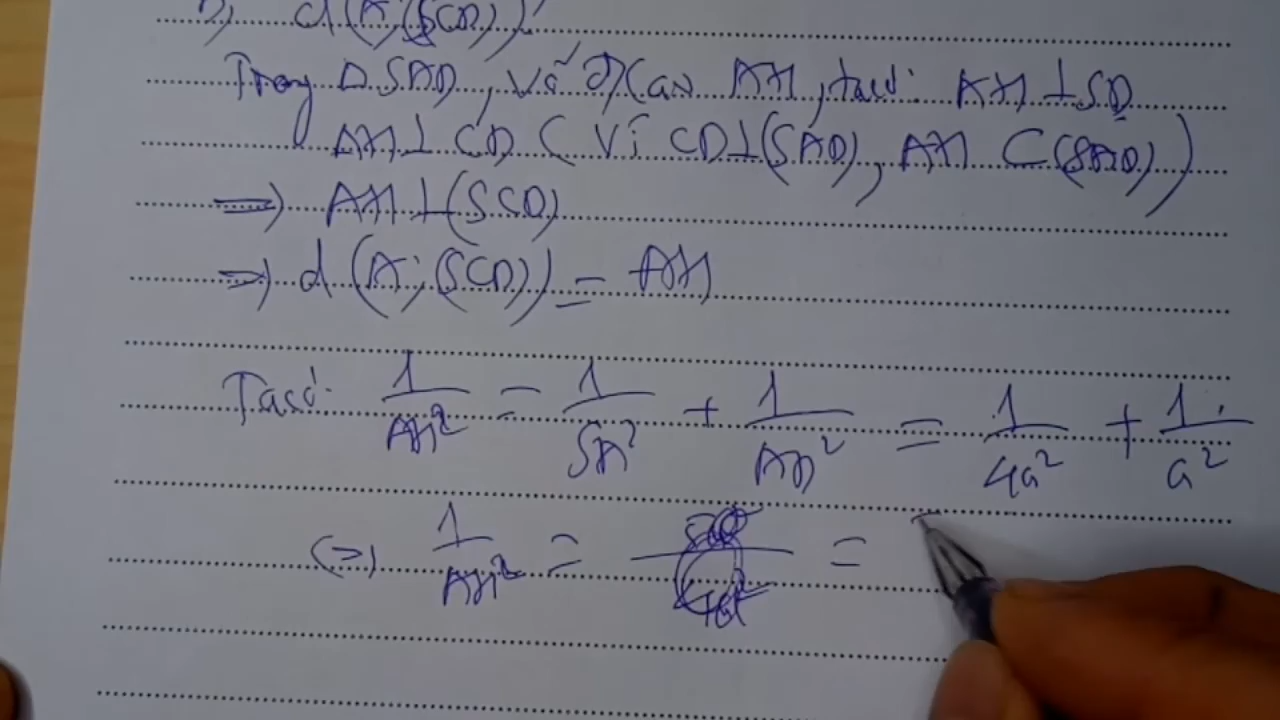 b, d(A;(SCD)).
Trong ΔSAD, vẽ đ/cao AH, ta có: AH⊥SD
AH⊥CD ( Vì CD⊥(SAD), AH ⊂(SAD))
=> AH⊥(SCD)
=> d(A;(SCD)) = AH
Ta có: 1/AH² = 1/SA² + 1/AD² = 1/4a² + 1/a²
<=> 1/AH² = =